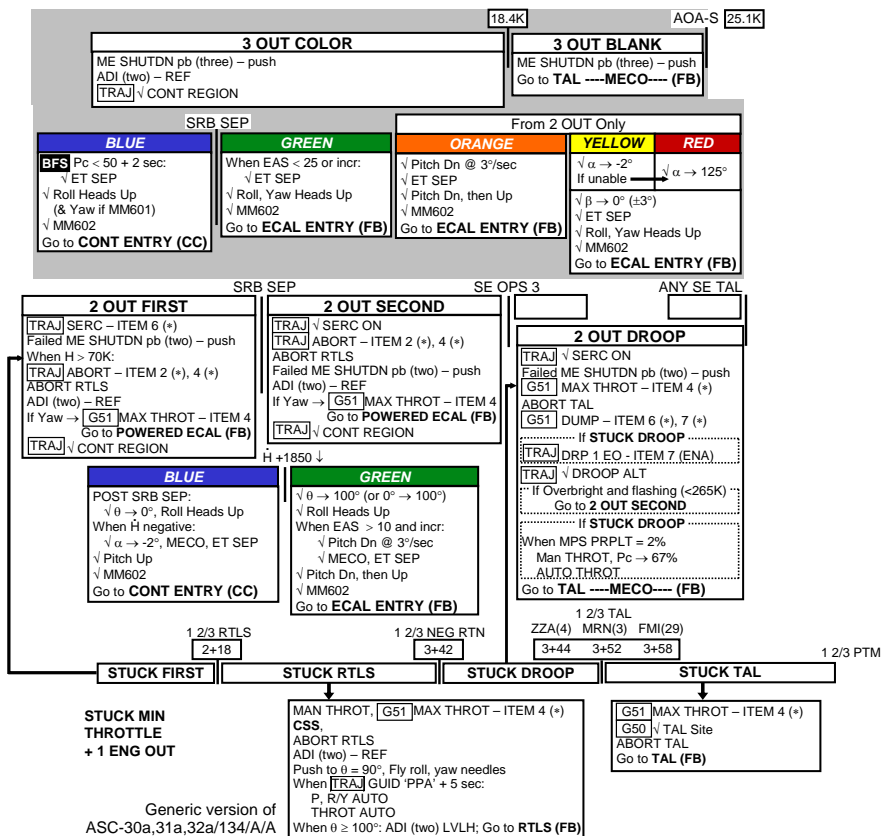 18.4K
AOA-S 25.1K
3 OUT COLOR
ME SHUTDN pb (three) – push
ADI (two) – REF
TRAJ √ CONT REGION
3 OUT BLANK
ME SHUTDN pb (three) – push
Go to TAL ----MECO---- (FB)
SRB SEP
From 2 OUT Only
BLUE
BFS Pc < 50 + 2 sec:
√ ET SEP
√ Roll Heads Up
(& Yaw if MM601)
√ MM602
Go to CONT ENTRY (CC)
GREEN
When EAS < 25 or incr:
√ ET SEP
√ Roll, Yaw Heads Up
√ MM602
Go to ECAL ENTRY (FB)
ORANGE
√ Pitch Dn @ 3°/sec
√ ET SEP
√ Pitch Dn, then Up
√ MM602
Go to ECAL ENTRY (FB)
YELLOW
√ α → -2°
If unable
RED
√ α → 125°
√ β → 0° (±3°)
√ ET SEP
√ Roll, Yaw Heads Up
√ MM602
Go to ECAL ENTRY (FB)
SRB SEP
SE OPS 3
ANY SE TAL
2 OUT FIRST
TRAJ SERC – ITEM 6 (∗)
Failed ME SHUTDN pb (two) – push
When H > 70K:
TRAJ ABORT – ITEM 2 (∗), 4 (∗)
ABORT RTLS
ADI (two) – REF
If Yaw → G51 MAX THROT – ITEM 4
Go to POWERED ECAL (FB)
TRAJ √ CONT REGION
2 OUT SECOND
TRAJ √ SERC ON
TRAJ ABORT – ITEM 2 (∗), 4 (∗)
ABORT RTLS
Failed ME SHUTDN pb (two) – push
ADI (two) – REF
If Yaw → G51 MAX THROT – ITEM 4
Go to POWERED ECAL (FB)
TRAJ √ CONT REGION
2 OUT DROOP
TRAJ √ SERC ON
Failed ME SHUTDN pb (two) – push
G51 MAX THROT – ITEM 4 (∗)
ABORT TAL
G51 DUMP – ITEM 6 (∗), 7 (∗)
If STUCK DROOP
TRAJ DRP 1 EO - ITEM 7 (ENA)
TRAJ √ DROOP ALT
If Overbright and flashing (<265K)
Go to 2 OUT SECOND
If STUCK DROOP
When MPS PRPLT = 2%
Man THROT, Pc → 67%
AUTO THROT
Go to TAL ----MECO---- (FB)
Ḣ +1850 ↓
BLUE
POST SRB SEP:
√ θ → 0°, Roll Heads Up
When Ḣ negative:
√ α → -2°, MECO, ET SEP
√ Pitch Up
√ MM602
Go to CONT ENTRY (CC)
GREEN
√ θ → 100° (or 0° → 100°)
√ Roll Heads Up
When EAS > 10 and incr:
√ Pitch Dn @ 3°/sec
√ MECO, ET SEP
√ Pitch Dn, then Up
√ MM602
Go to ECAL ENTRY (FB)
1 2/3 RTLS
2+18
1 2/3 NEG RTN
3+42
1 2/3 TAL
ZZA(4) MRN(3) FMI(29)
3+44 3+52 3+58
1 2/3 PTM
STUCK FIRST
STUCK RTLS
STUCK DROOP
STUCK TAL
STUCK MIN
THROTTLE
+ 1 ENG OUT
MAN THROT, G51 MAX THROT – ITEM 4 (∗)
CSS,
ABORT RTLS
ADI (two) – REF
Push to θ = 90°, Fly roll, yaw needles
When TRAJ GUID 'PPA' + 5 sec:
P, R/Y AUTO
THROT AUTO
When θ ≥ 100°: ADI (two) LVLH; Go to RTLS (FB)
G51 MAX THROT – ITEM 4 (∗)
G50 √ TAL Site
ABORT TAL
Go to TAL (FB)
Generic version of
ASC-30a,31a,32a/134/A/A